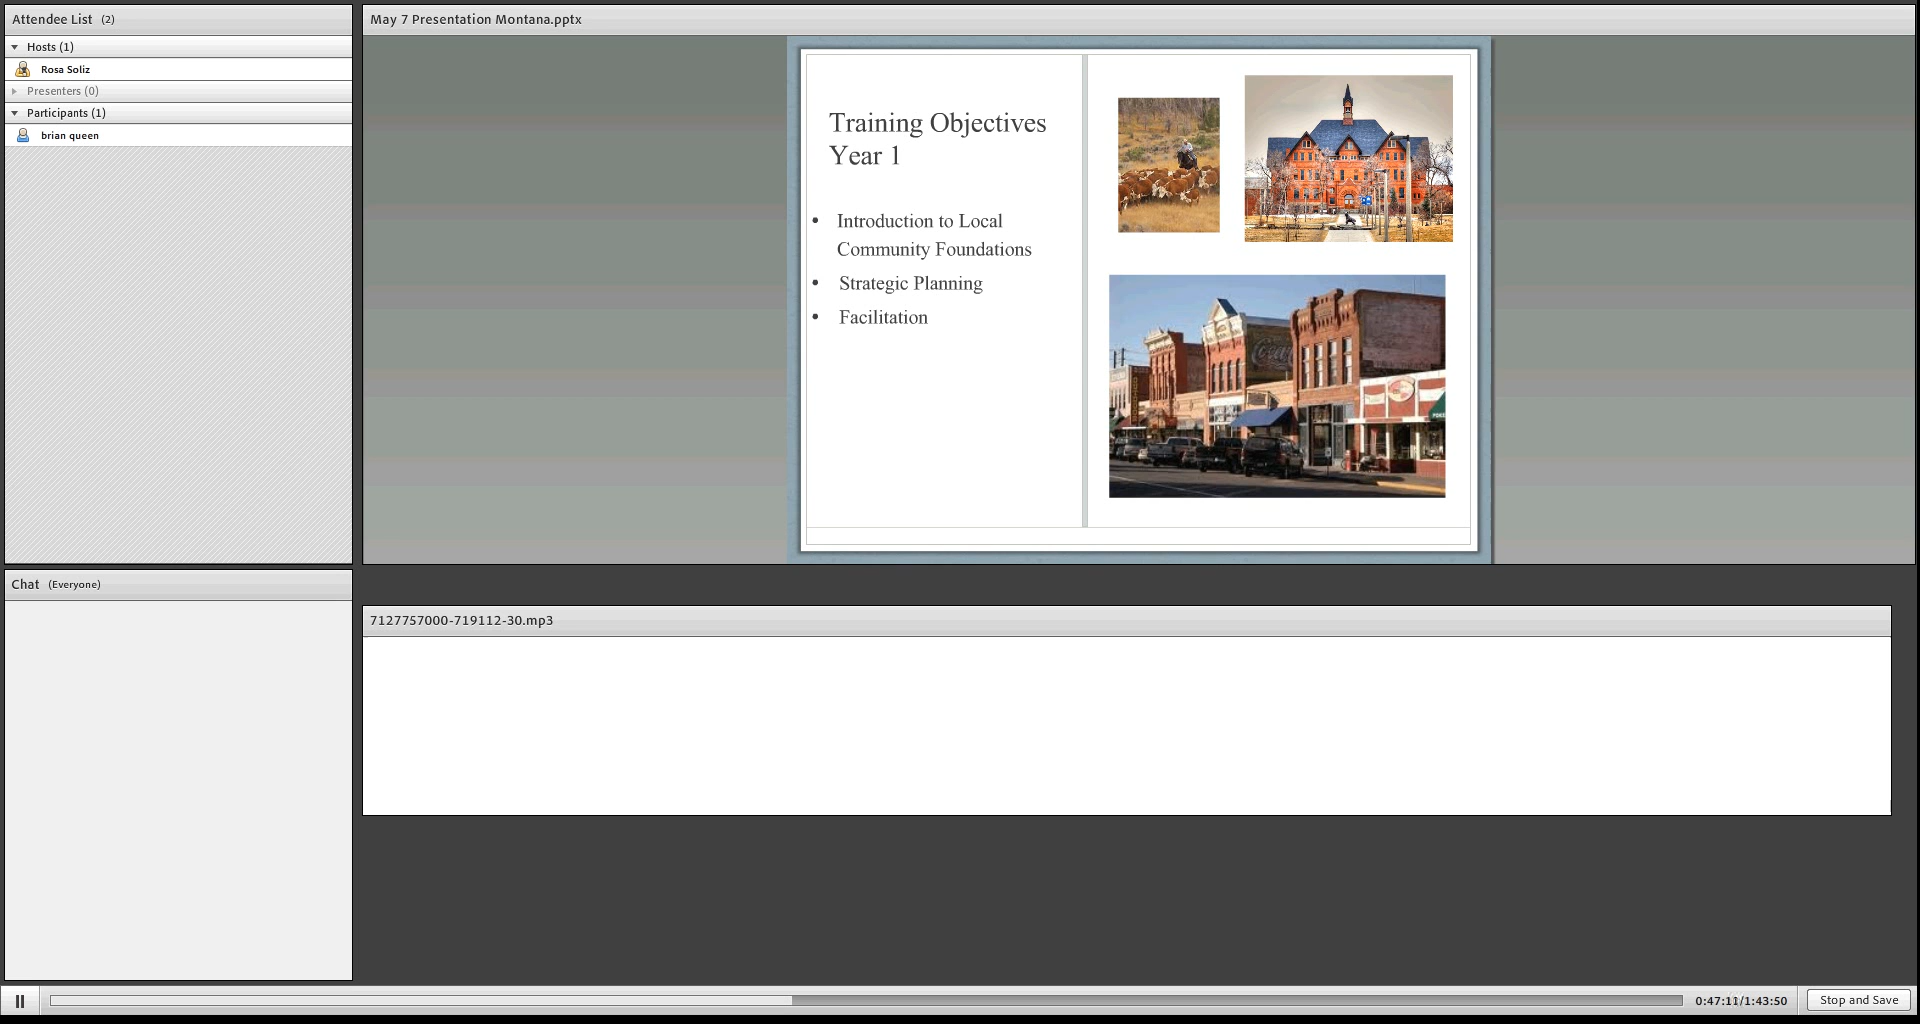 Attendee List (2)
Hosts (1)
Rosa Soliz
Presenters (0)
Participants (1)
brian queen
Chat (Everyone)
May 7 Presentation Montana.pptx
Training Objectives
Year 1
• Introduction to Local
Community Foundations
• Strategic Planning
• Facilitation
Coca
7127757000-719112-30.mp3
0:47:11/1:43:50
Stop and Save